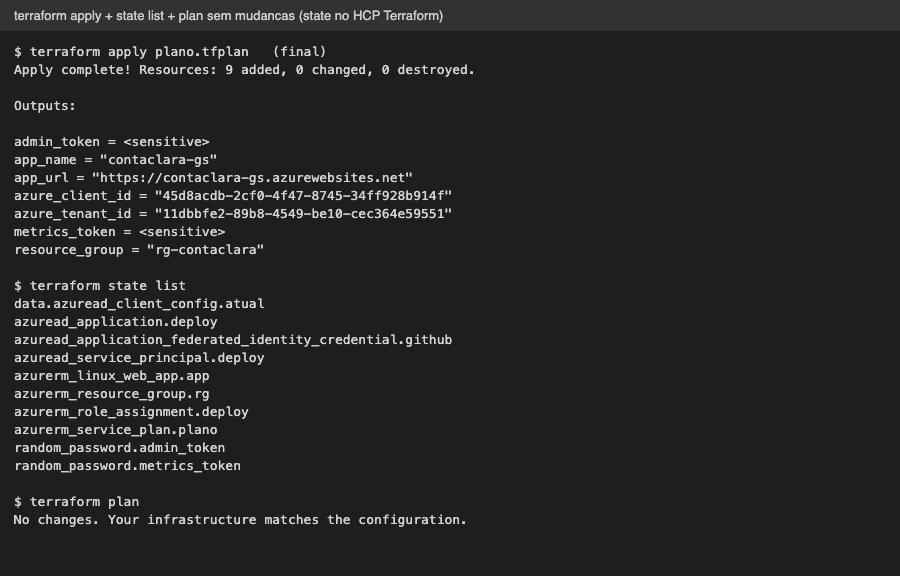 terraform apply + state list + plan sem mudancas (state no HCP Terraform)
$ terraform apply plano.tfplan   (final)
Apply complete! Resources: 9 added, 0 changed, 0 destroyed.
Outputs:
admin_token = <sensitive>
app_name = "contaclara-gs"
app_url = "https://contaclara-gs.azurewebsites.net"
azure_client_id = "45d8acdb-2cf0-4f47-8745-34ff928b914f"
azure_tenant_id = "11dbbfe2-89b8-4549-be10-cec364e59551"
metrics_token = <sensitive>
resource_group = "rg-contaclara"
$ terraform state list
data.azuread_client_config.atual
azuread_application.deploy
azuread_application_federated_identity_credential.github
azuread_service_principal.deploy
azurerm_linux_web_app.app
azurerm_resource_group.rg
azurerm_role_assignment.deploy
azurerm_service_plan.plano
random_password.admin_token
random_password.metrics_token
$ terraform plan
No changes. Your infrastructure matches the configuration.